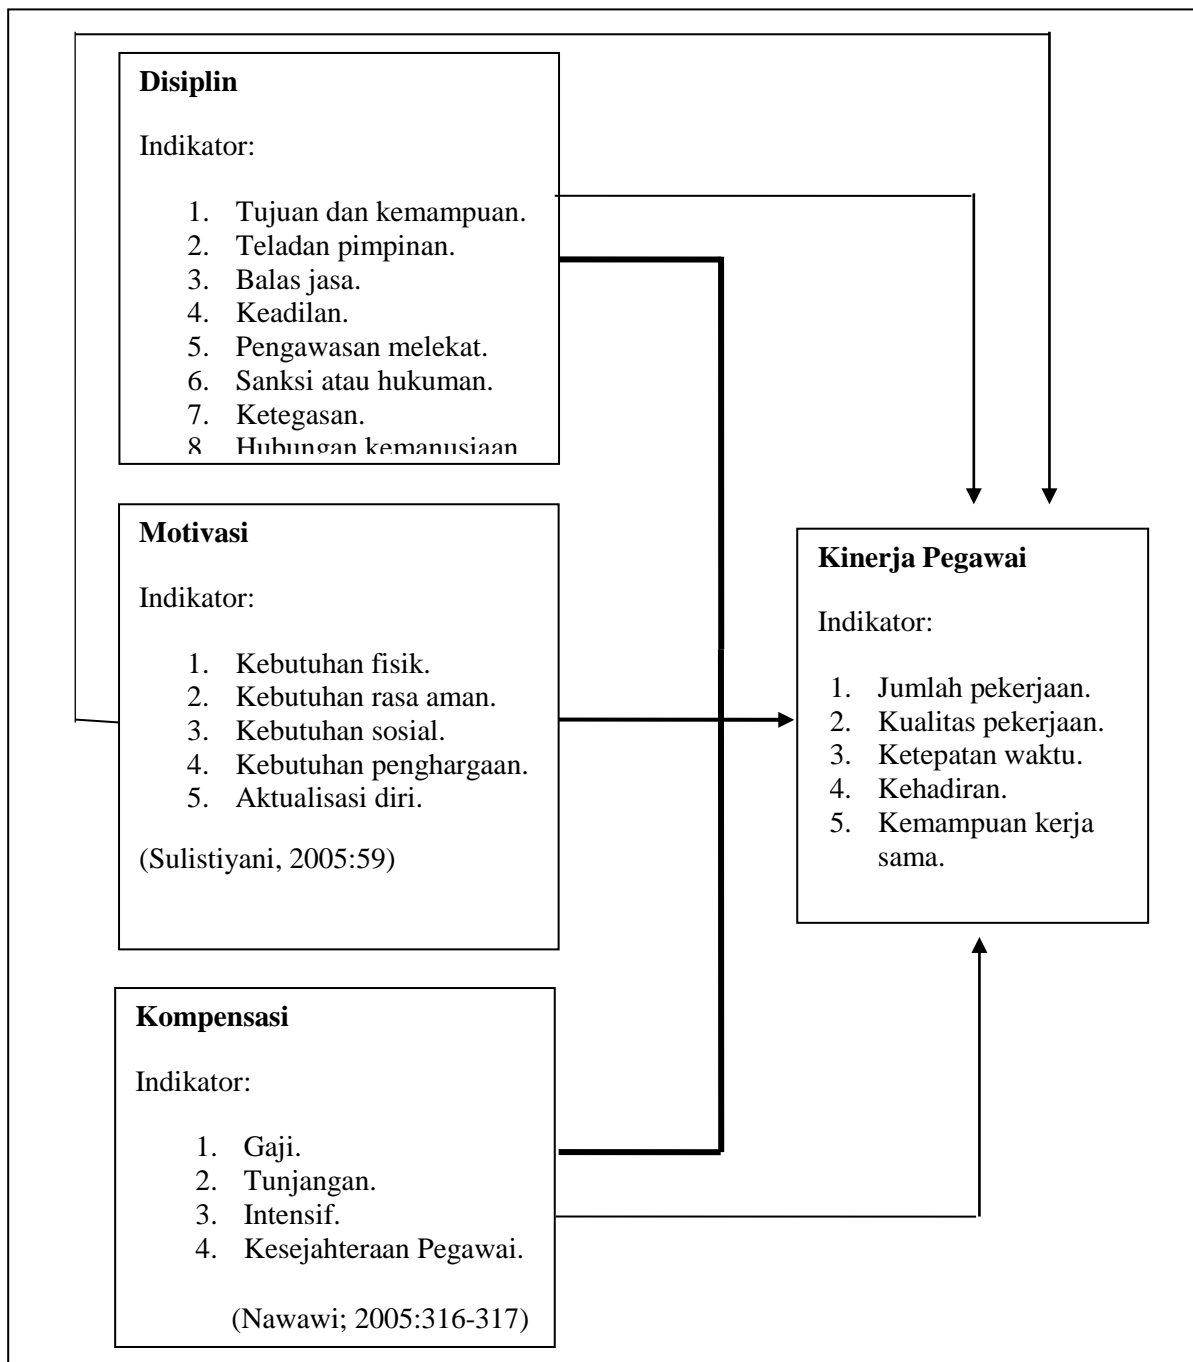 Disiplin
Indikator:
1. Tujuan dan kemampuan.
2. Teladan pimpinan.
3. Balas jasa.
4. Keadilan.
5. Pengawasan melekat.
6. Sanksi atau hukuman.
7. Ketegasan.
8 Hubungan kemanusiaan
Motivasi
Indikator:
1. Kebutuhan fisik.
2. Kebutuhan rasa aman.
3. Kebutuhan sosial.
4. Kebutuhan penghargaan.
5. Aktualisasi diri.
(Sulistiyani, 2005:59)
Kompensasi
Indikator:
1. Gaji.
2. Tunjangan.
3. Intensif.
4. Kesejahteraan Pegawai.
(Nawawi; 2005:316-317)
Kinerja Pegawai
Indikator:
1. Jumlah pekerjaan.
2. Kualitas pekerjaan.
3. Ketepatan waktu.
4. Kehadiran.
5. Kemampuan kerja
sama.